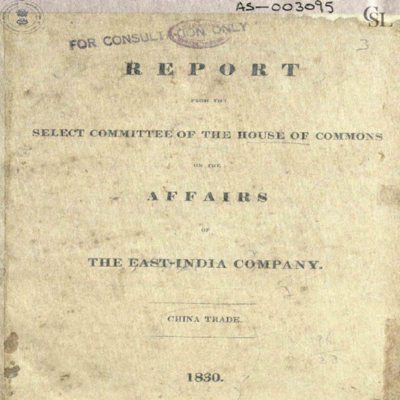 AS-003095
CSL
FOR CONSULTATION ONLY
3
REPORT
FROM THE
SELECT COMMITTEE OF THE HOUSE OF COMMONS
ON THE
AFFAIRS
OF
THE EAST-INDIA COMPANY.
CHINA TRADE.
1830.